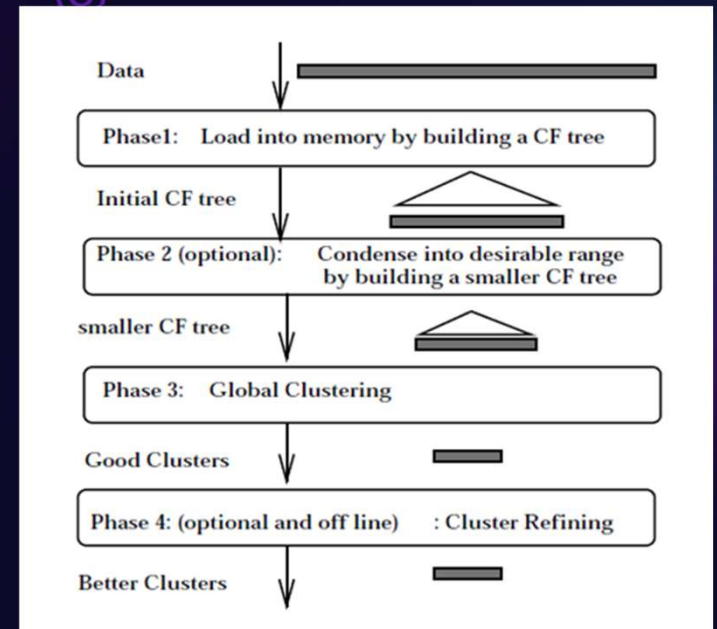 Data
Phase1: Load into memory by building a CF tree
Initial CF tree
Phase 2 (optional): Condense into desirable range
by building a smaller CF tree
smaller CF tree
Phase 3: Global Clustering
Good Clusters
Phase 4: (optional and off line) : Cluster Refining
Better Clusters